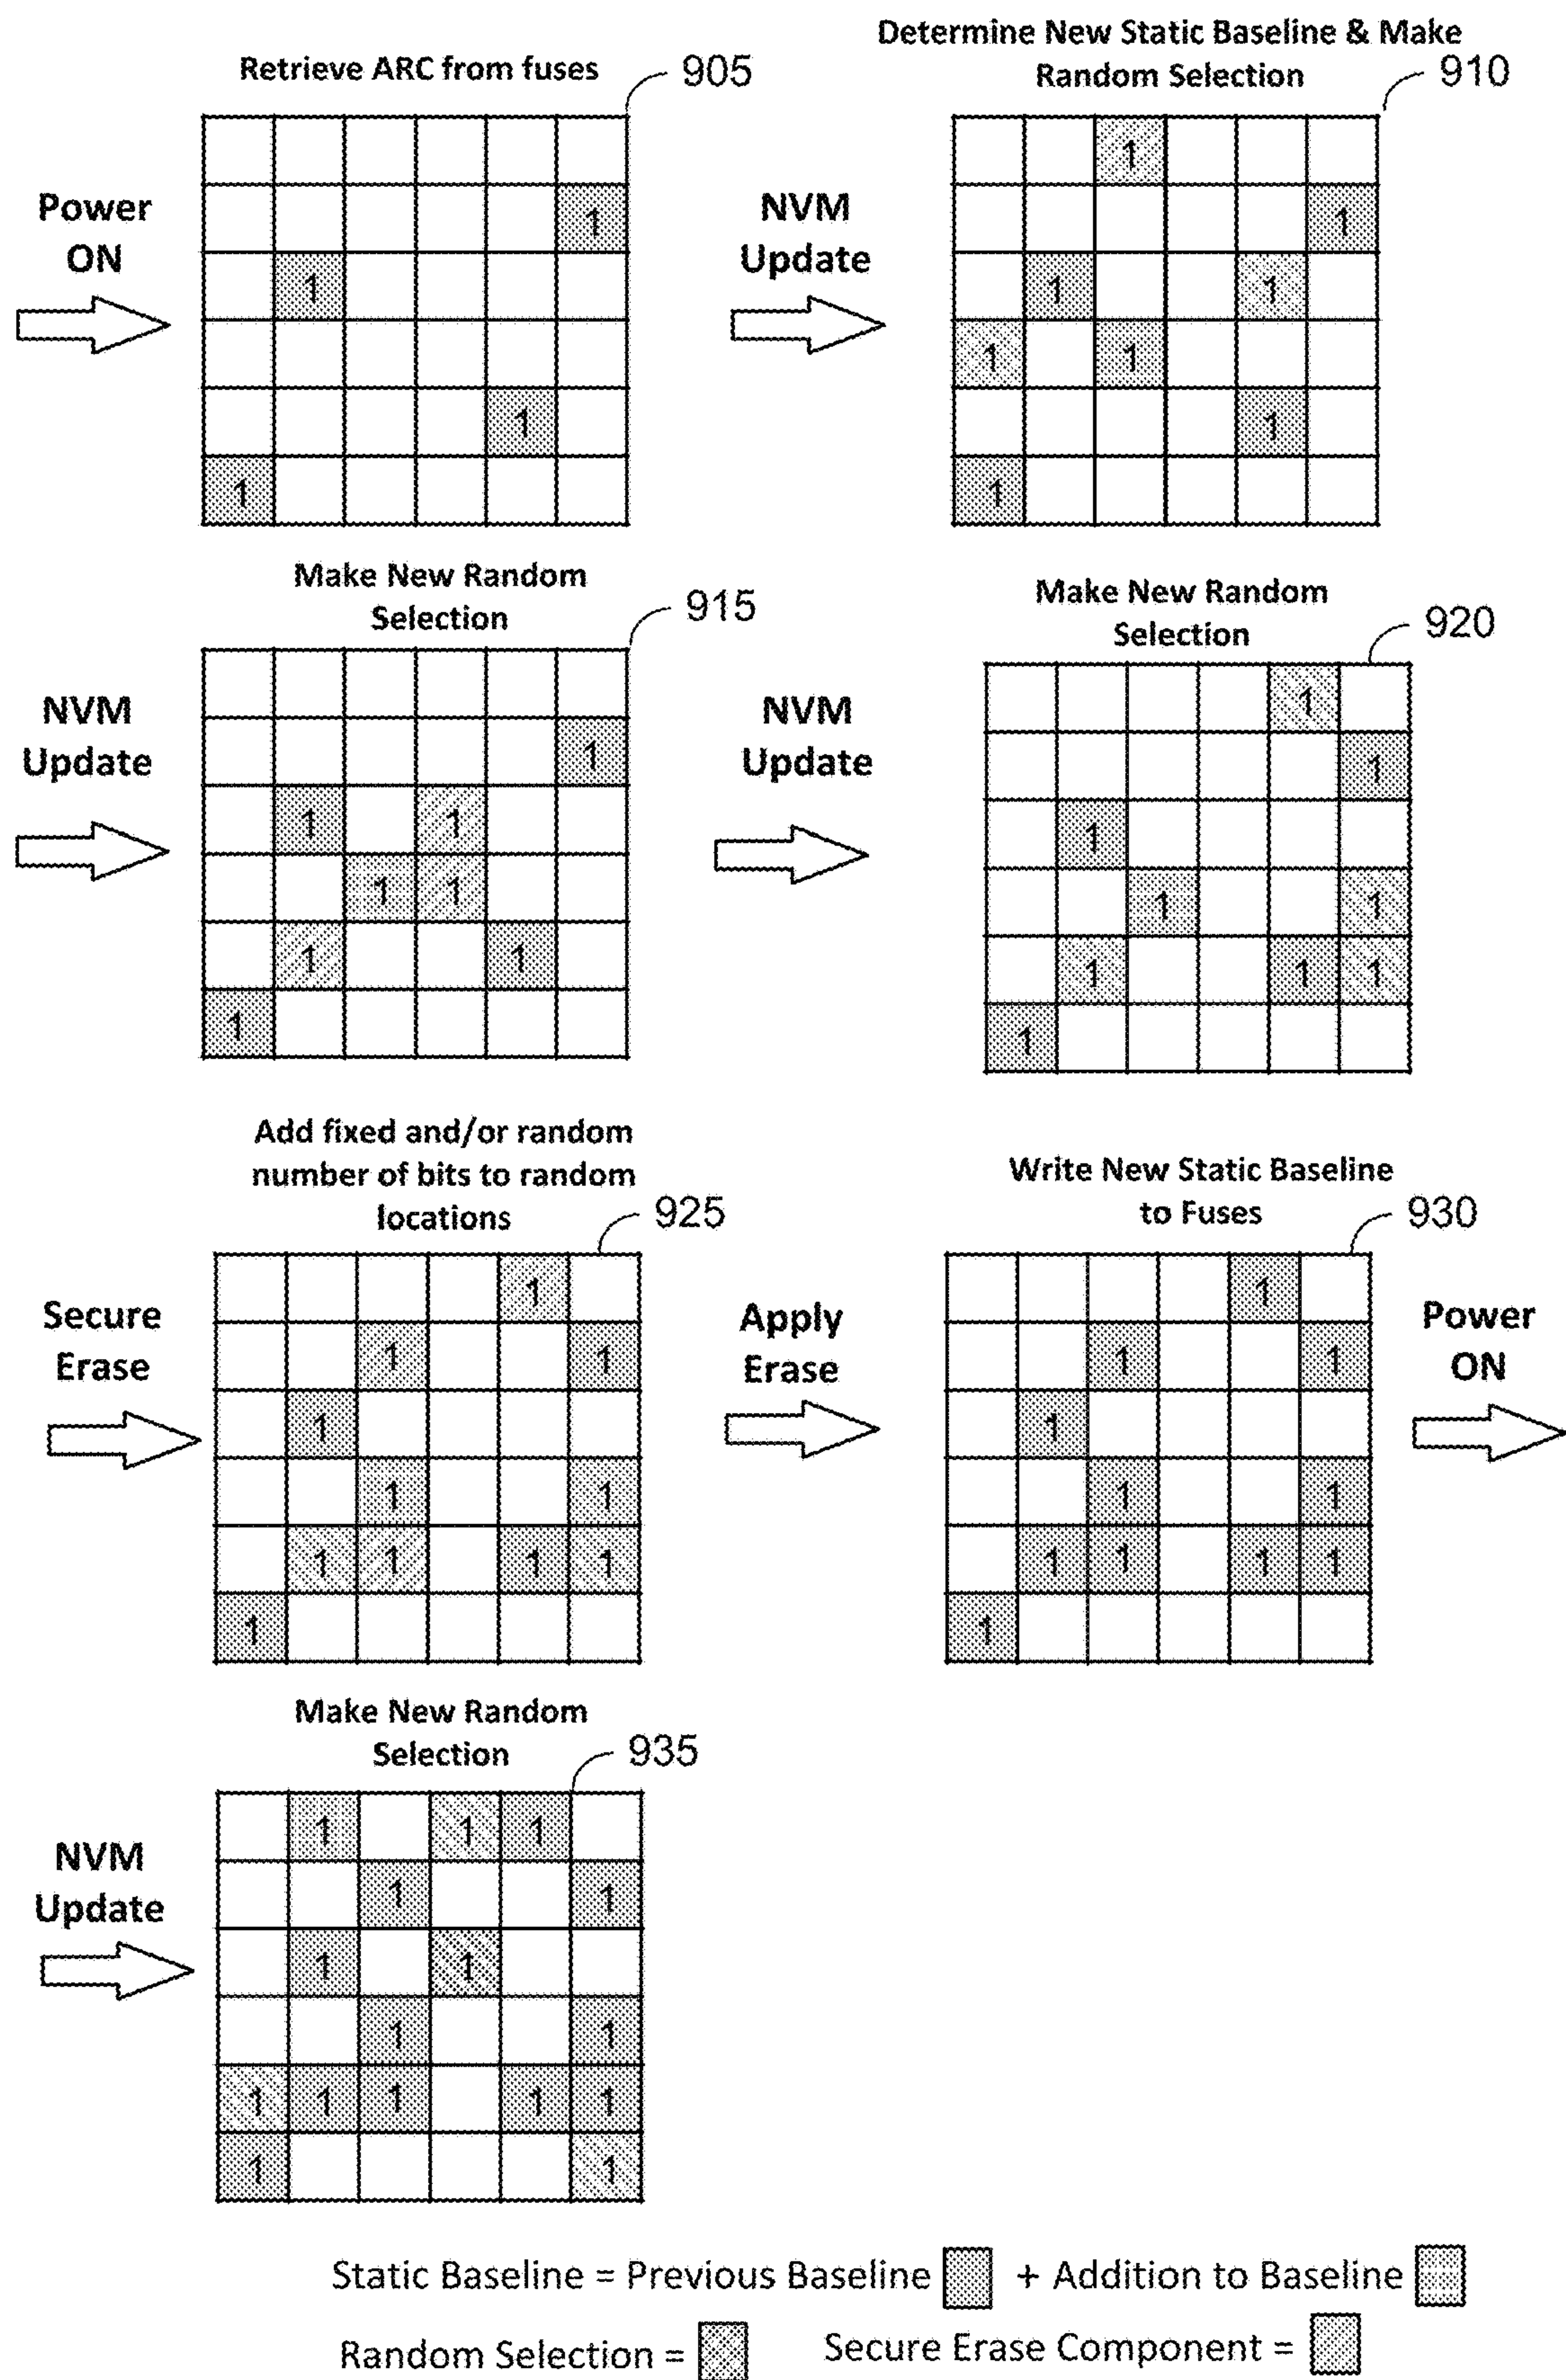 Power
ON
Retrieve ARC from fuses
905
1
1
1
1
NVM
Update
Determine New Static Baseline & Make
Random Selection
910
1
1
1 1
1 1
1
1
NVM
Update
Make New Random
Selection
915
1
1 1
1 1
1 1
1
NVM
Update
Make New Random
Selection
920
1
1
1
1 1
1 1 1
1
Secure
Erase
Add fixed and/or random
number of bits to random
locations
925
1
1 1
1
1 1
1 1 1 1
1
Apply
Erase
Write New Static Baseline
to Fuses
930
1
1 1
1
1 1
1 1 1 1
1
Power
ON
NVM
Update
Make New Random
Selection
935
1 1 1
1 1
1 1
1 1
1 1 1 1 1
1 1
Static Baseline = Previous Baseline + Addition to Baseline
Random Selection = Secure Erase Component =